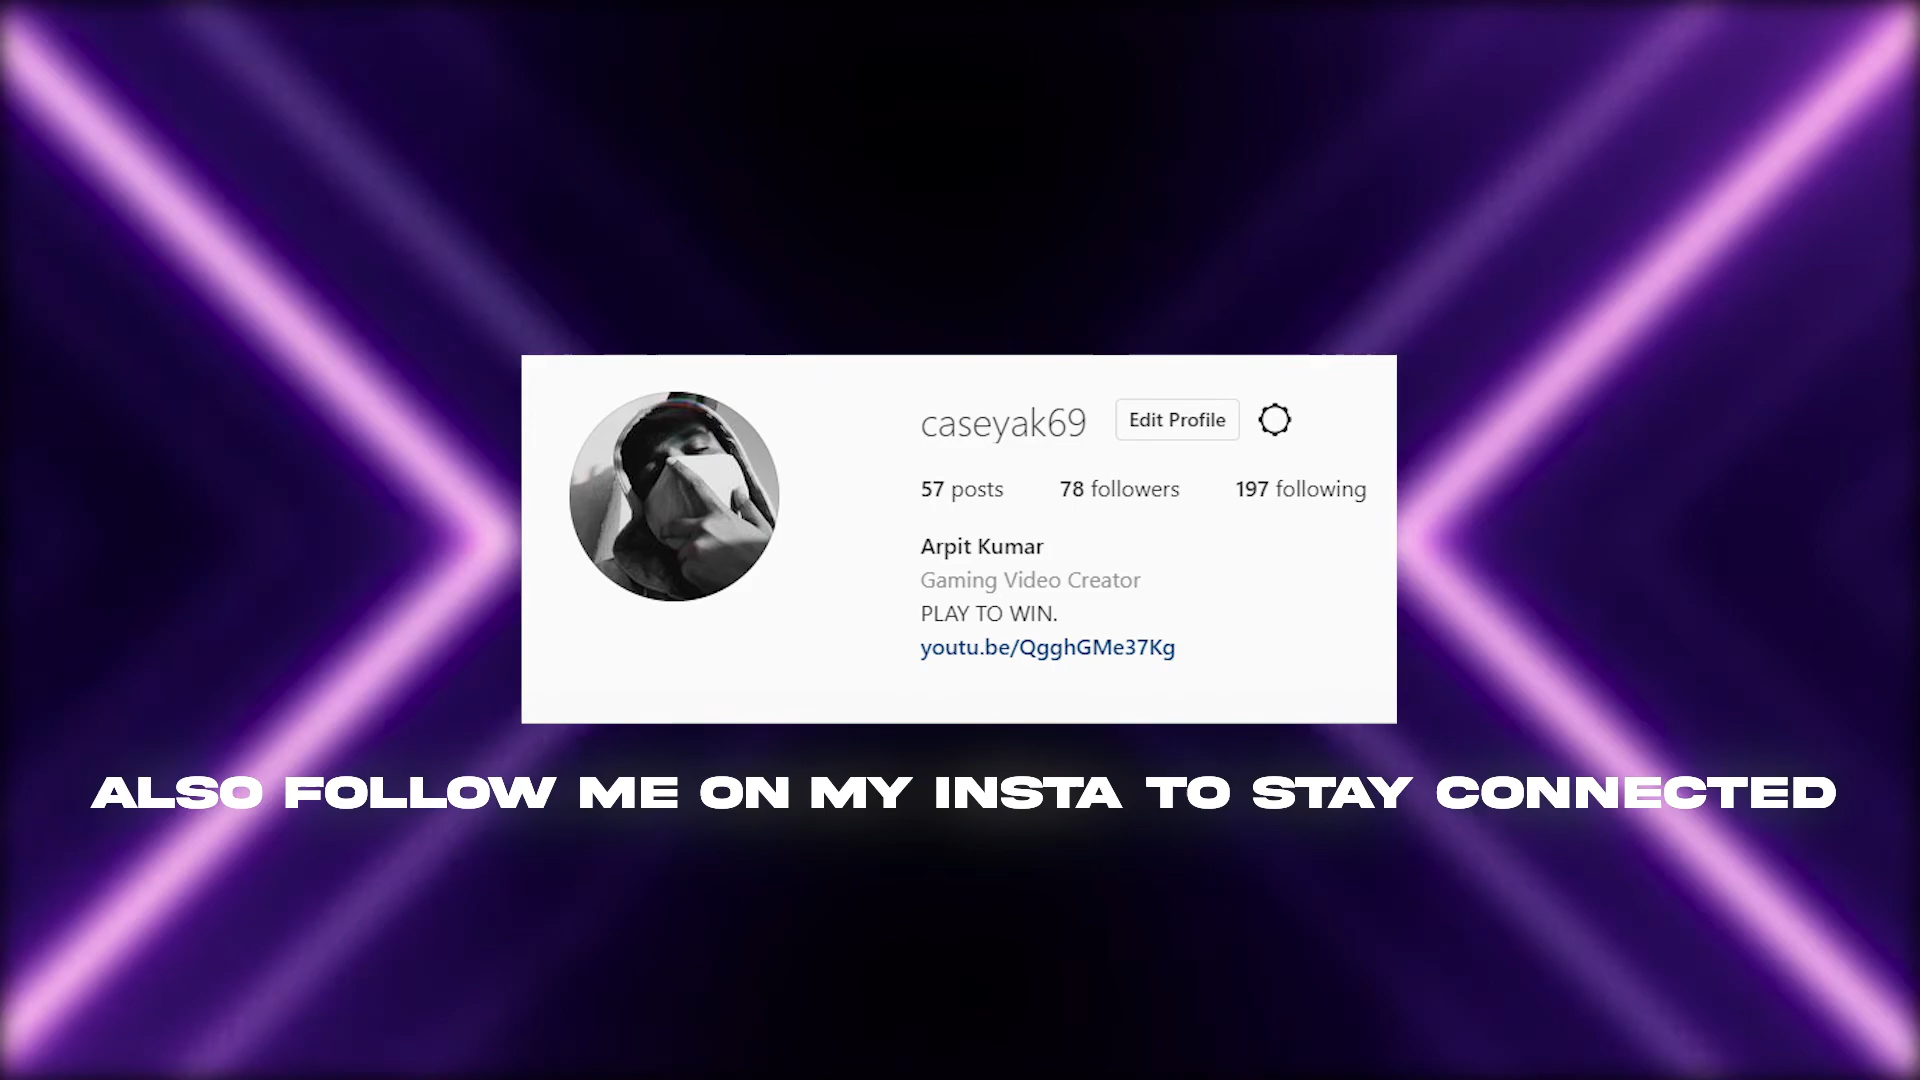 caseyak69 Edit Profile
57 posts 78 followers 197 following
Arpit Kumar
Gaming Video Creator
PLAY TO WIN.
youtu.be/QgghGMe37Kg
ALSO FOLLOW ME ON MY INSTA TO STAY CONNECTED